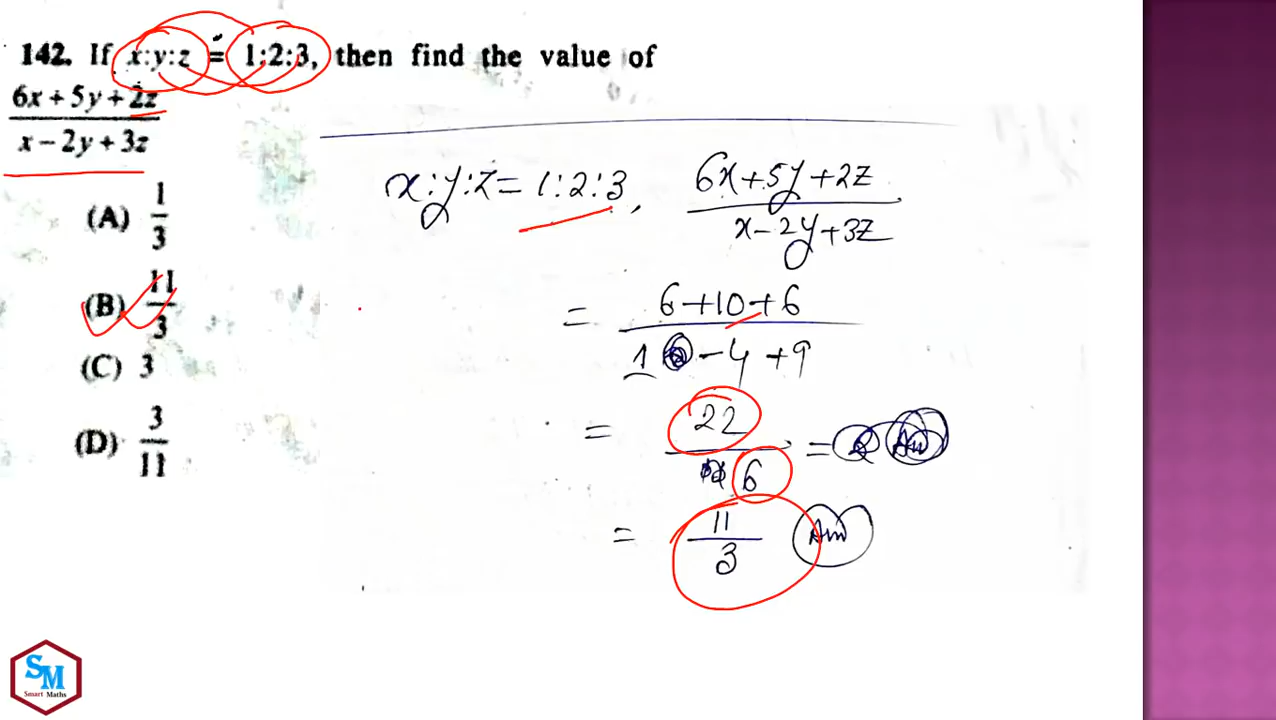 142. If x:y:z = 1:2:3, then find the value of
6x + 5y + 2z
x - 2y + 3z
(A) 1/3
(B) 11/3
(C) 3
(D) 3/11
x:y:z = 1:2:3, 6x+5y+2z
x-2y+3z
= 6+10+6
1 -4 +9
= 22
6 =
= 11/3 Ans
SM
Smart Maths